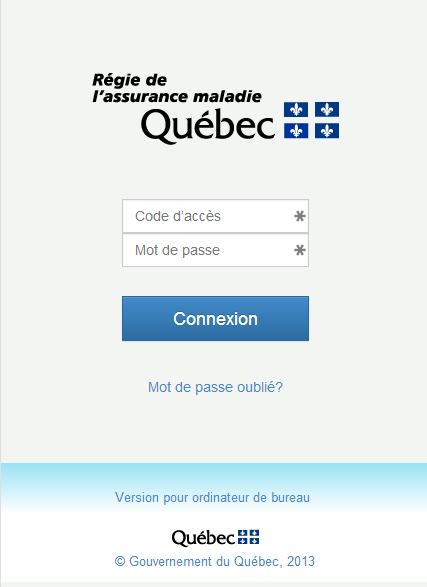 Régie de
l'assurance maladie
Québec
Code d'accès
Mot de passe
Connexion
Mot de passe oublié?
Version pour ordinateur de bureau
Québec
© Gouvernement du Québec, 2013